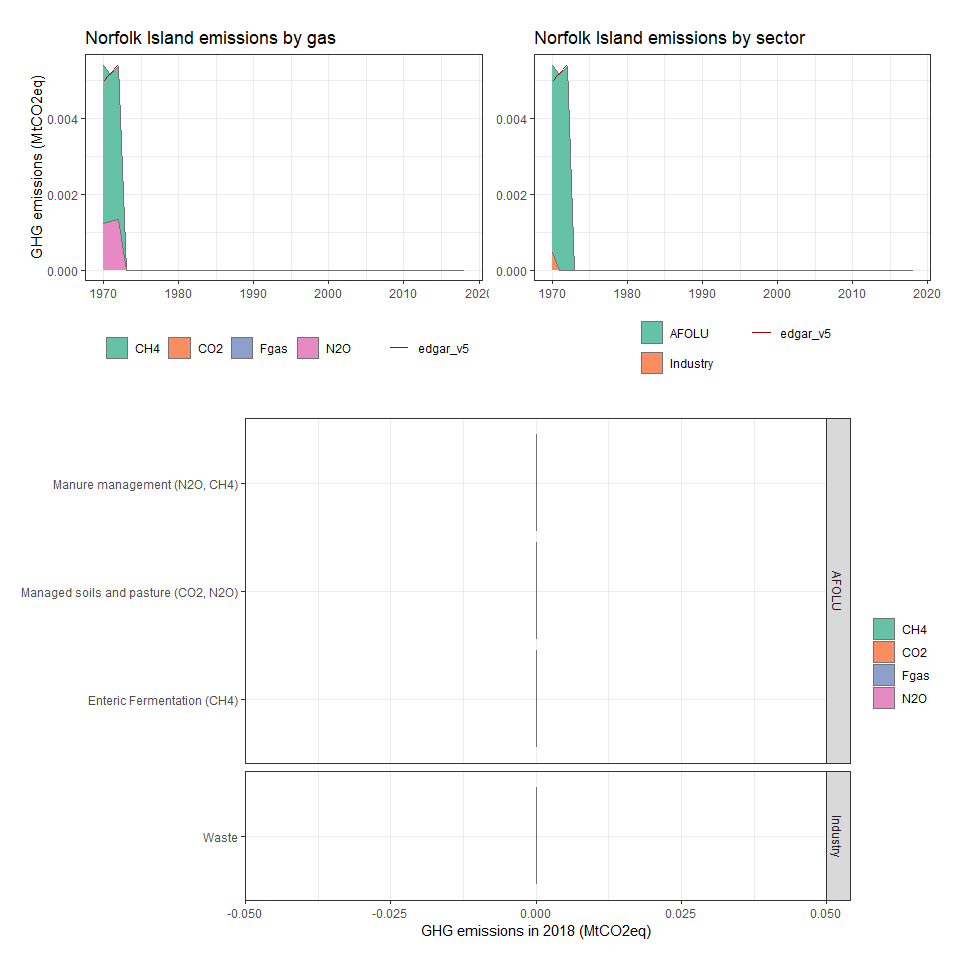 Norfolk Island emissions by gas
GHG emissions (MtCO2eq)
0.004
0.002
0.000
1970 1980 1990 2000 2010 2020
CH4 CO2 Fgas N2O edgar_v5
Norfolk Island emissions by sector
0.004
0.002
0.000
1970 1980 1990 2000 2010 2020
AFOLU edgar_v5
Industry
Manure management (N2O, CH4)
Managed soils and pasture (CO2, N2O)
Enteric Fermentation (CH4)
AFOLU
Waste
Industry
-0.050 -0.025 0.000 0.025 0.050
GHG emissions in 2018 (MtCO2eq)
CH4
CO2
Fgas
N2O